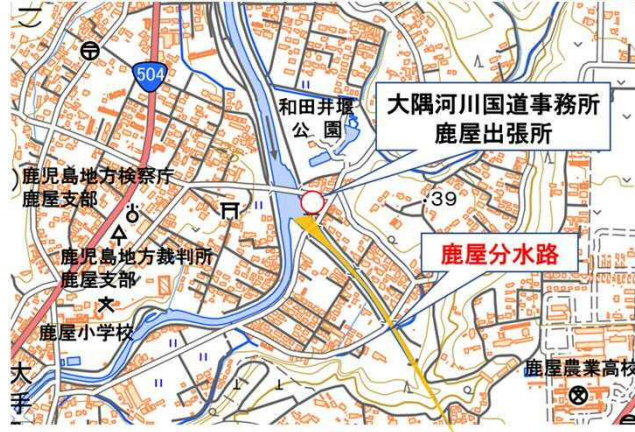 504
和田井堰
公園
大隅河川国道事務所
鹿屋出張所
鹿児島地方検察庁
鹿屋支部
39
鹿児島地方裁判所
鹿屋支部
鹿屋分水路
鹿屋小学校
鹿屋農業高校
大
手